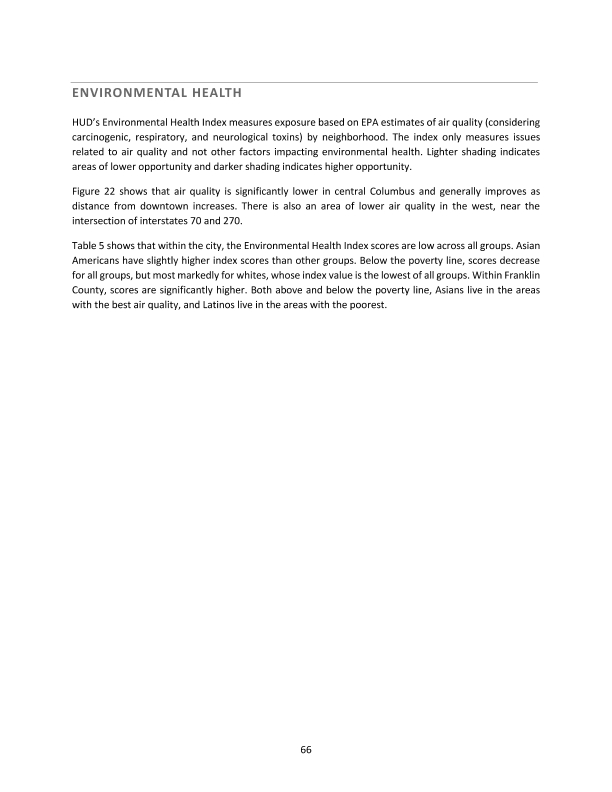 ENVIRONMENTAL HEALTH
HUD's Environmental Health Index measures exposure based on EPA estimates of air quality (considering
carcinogenic, respiratory, and neurological toxins) by neighborhood. The index only measures issues
related to air quality and not other factors impacting environmental health. Lighter shading indicates
areas of lower opportunity and darker shading indicates higher opportunity.
Figure 22 shows that air quality is significantly lower in central Columbus and generally improves as
distance from downtown increases. There is also an area of lower air quality in the west, near the
intersection of interstates 70 and 270.
Table 5 shows that within the city, the Environmental Health Index scores are low across all groups. Asian
Americans have slightly higher index scores than other groups. Below the poverty line, scores decrease
for all groups, but most markedly for whites, whose index value is the lowest of all groups. Within Franklin
County, scores are significantly higher. Both above and below the poverty line, Asians live in the areas
with the best air quality, and Latinos live in the areas with the poorest.
66